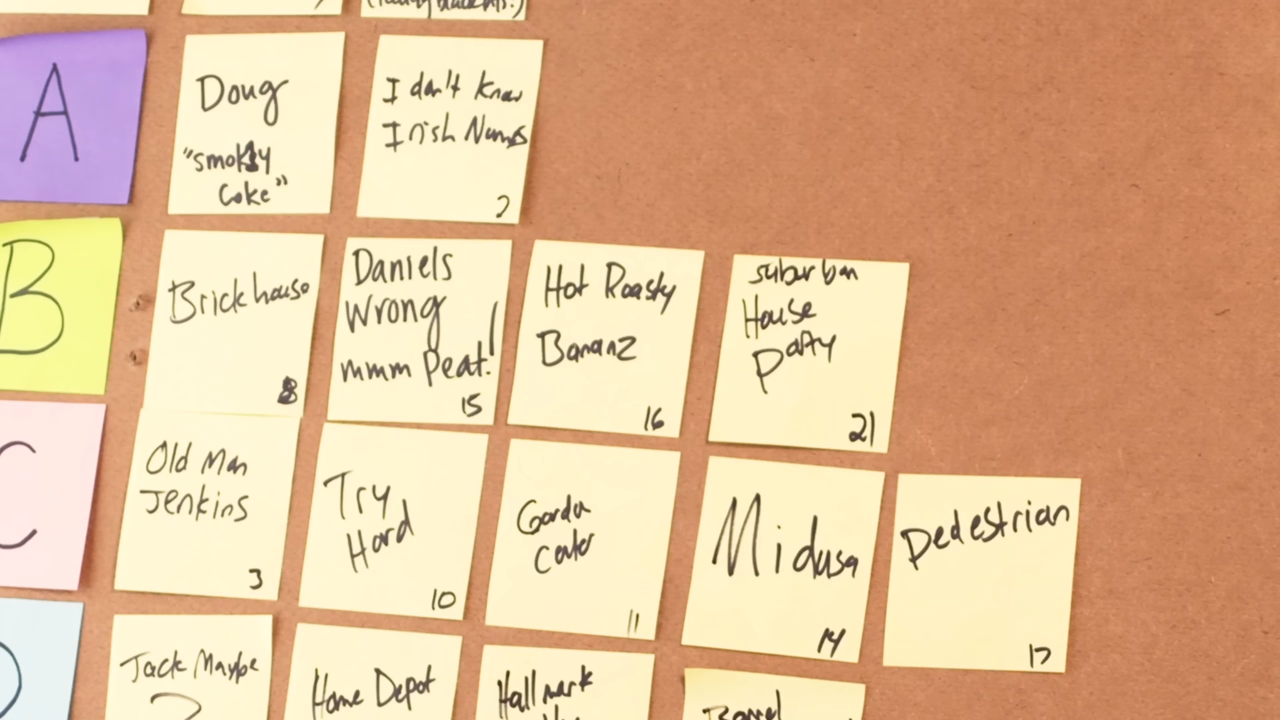 A
Doug
"smoky
Coke"
I don't know
Irish Names
2
B
Brickhouse
8
Daniels
Wrong
mmm Peat!
15
Hot Roasty
Bananz
16
suburban
House
party
21
C
Old Man
Jenkins
3
Try
Hard
10
Garden
Center
11
Midusa
14
Pedestrian
17
Jack Maybe
?
Home Depot
Hallmark
Barrel